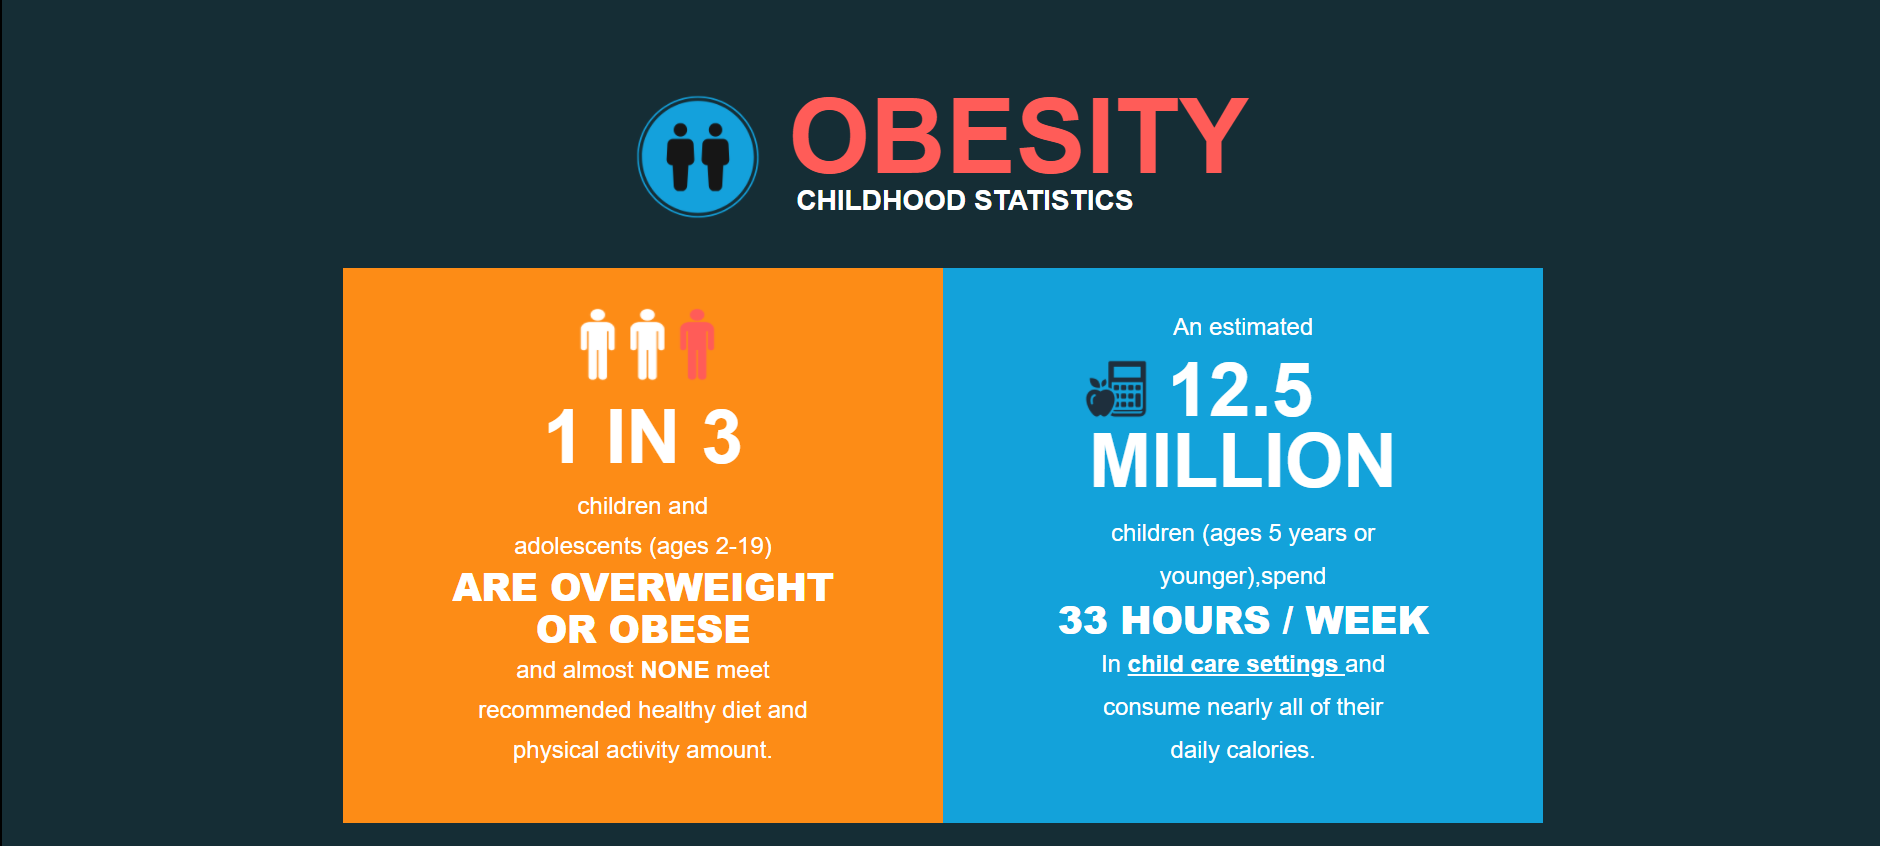 OBESITY
CHILDHOOD STATISTICS
1 IN 3
children and
adolescents (ages 2-19)
ARE OVERWEIGHT
OR OBESE
and almost NONE meet
recommended healthy diet and
physical activity amount.
An estimated
12.5
MILLION
children (ages 5 years or
younger),spend
33 HOURS / WEEK
In child care settings and
consume nearly all of their
daily calories.